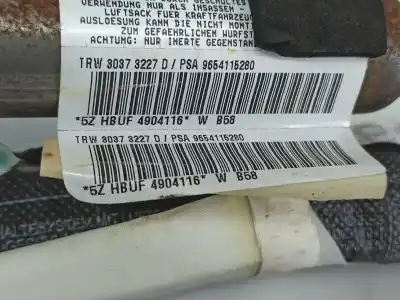 VERWENDUNG NUR ALS INSASSEN -
LUFTSACK FUER KRAFTFAHRZEUG
AUSLOESUNG KANN DIE NICHT MONT
ZUM GEFAEHRLICHEN WURFST
ACHTUNG: NUR INERTE GEGENSTAN
TRW 3037 3227 D / PSA 9654115280
*5Z HBUF 4904116* W B58
TRW 3037 3227 D / PSA 9654115280
*5Z HBUF 4904116* W B58